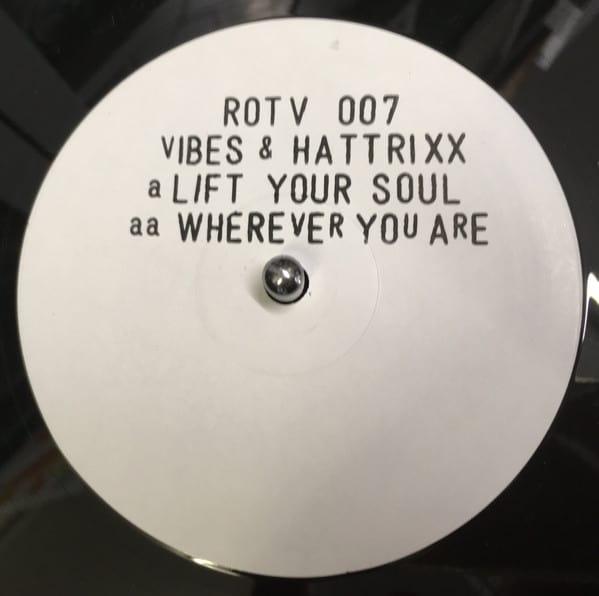 ROTV 007
VIBES & HATTRIXX
a LIFT YOUR SOUL
aa WHEREVER YOU ARE